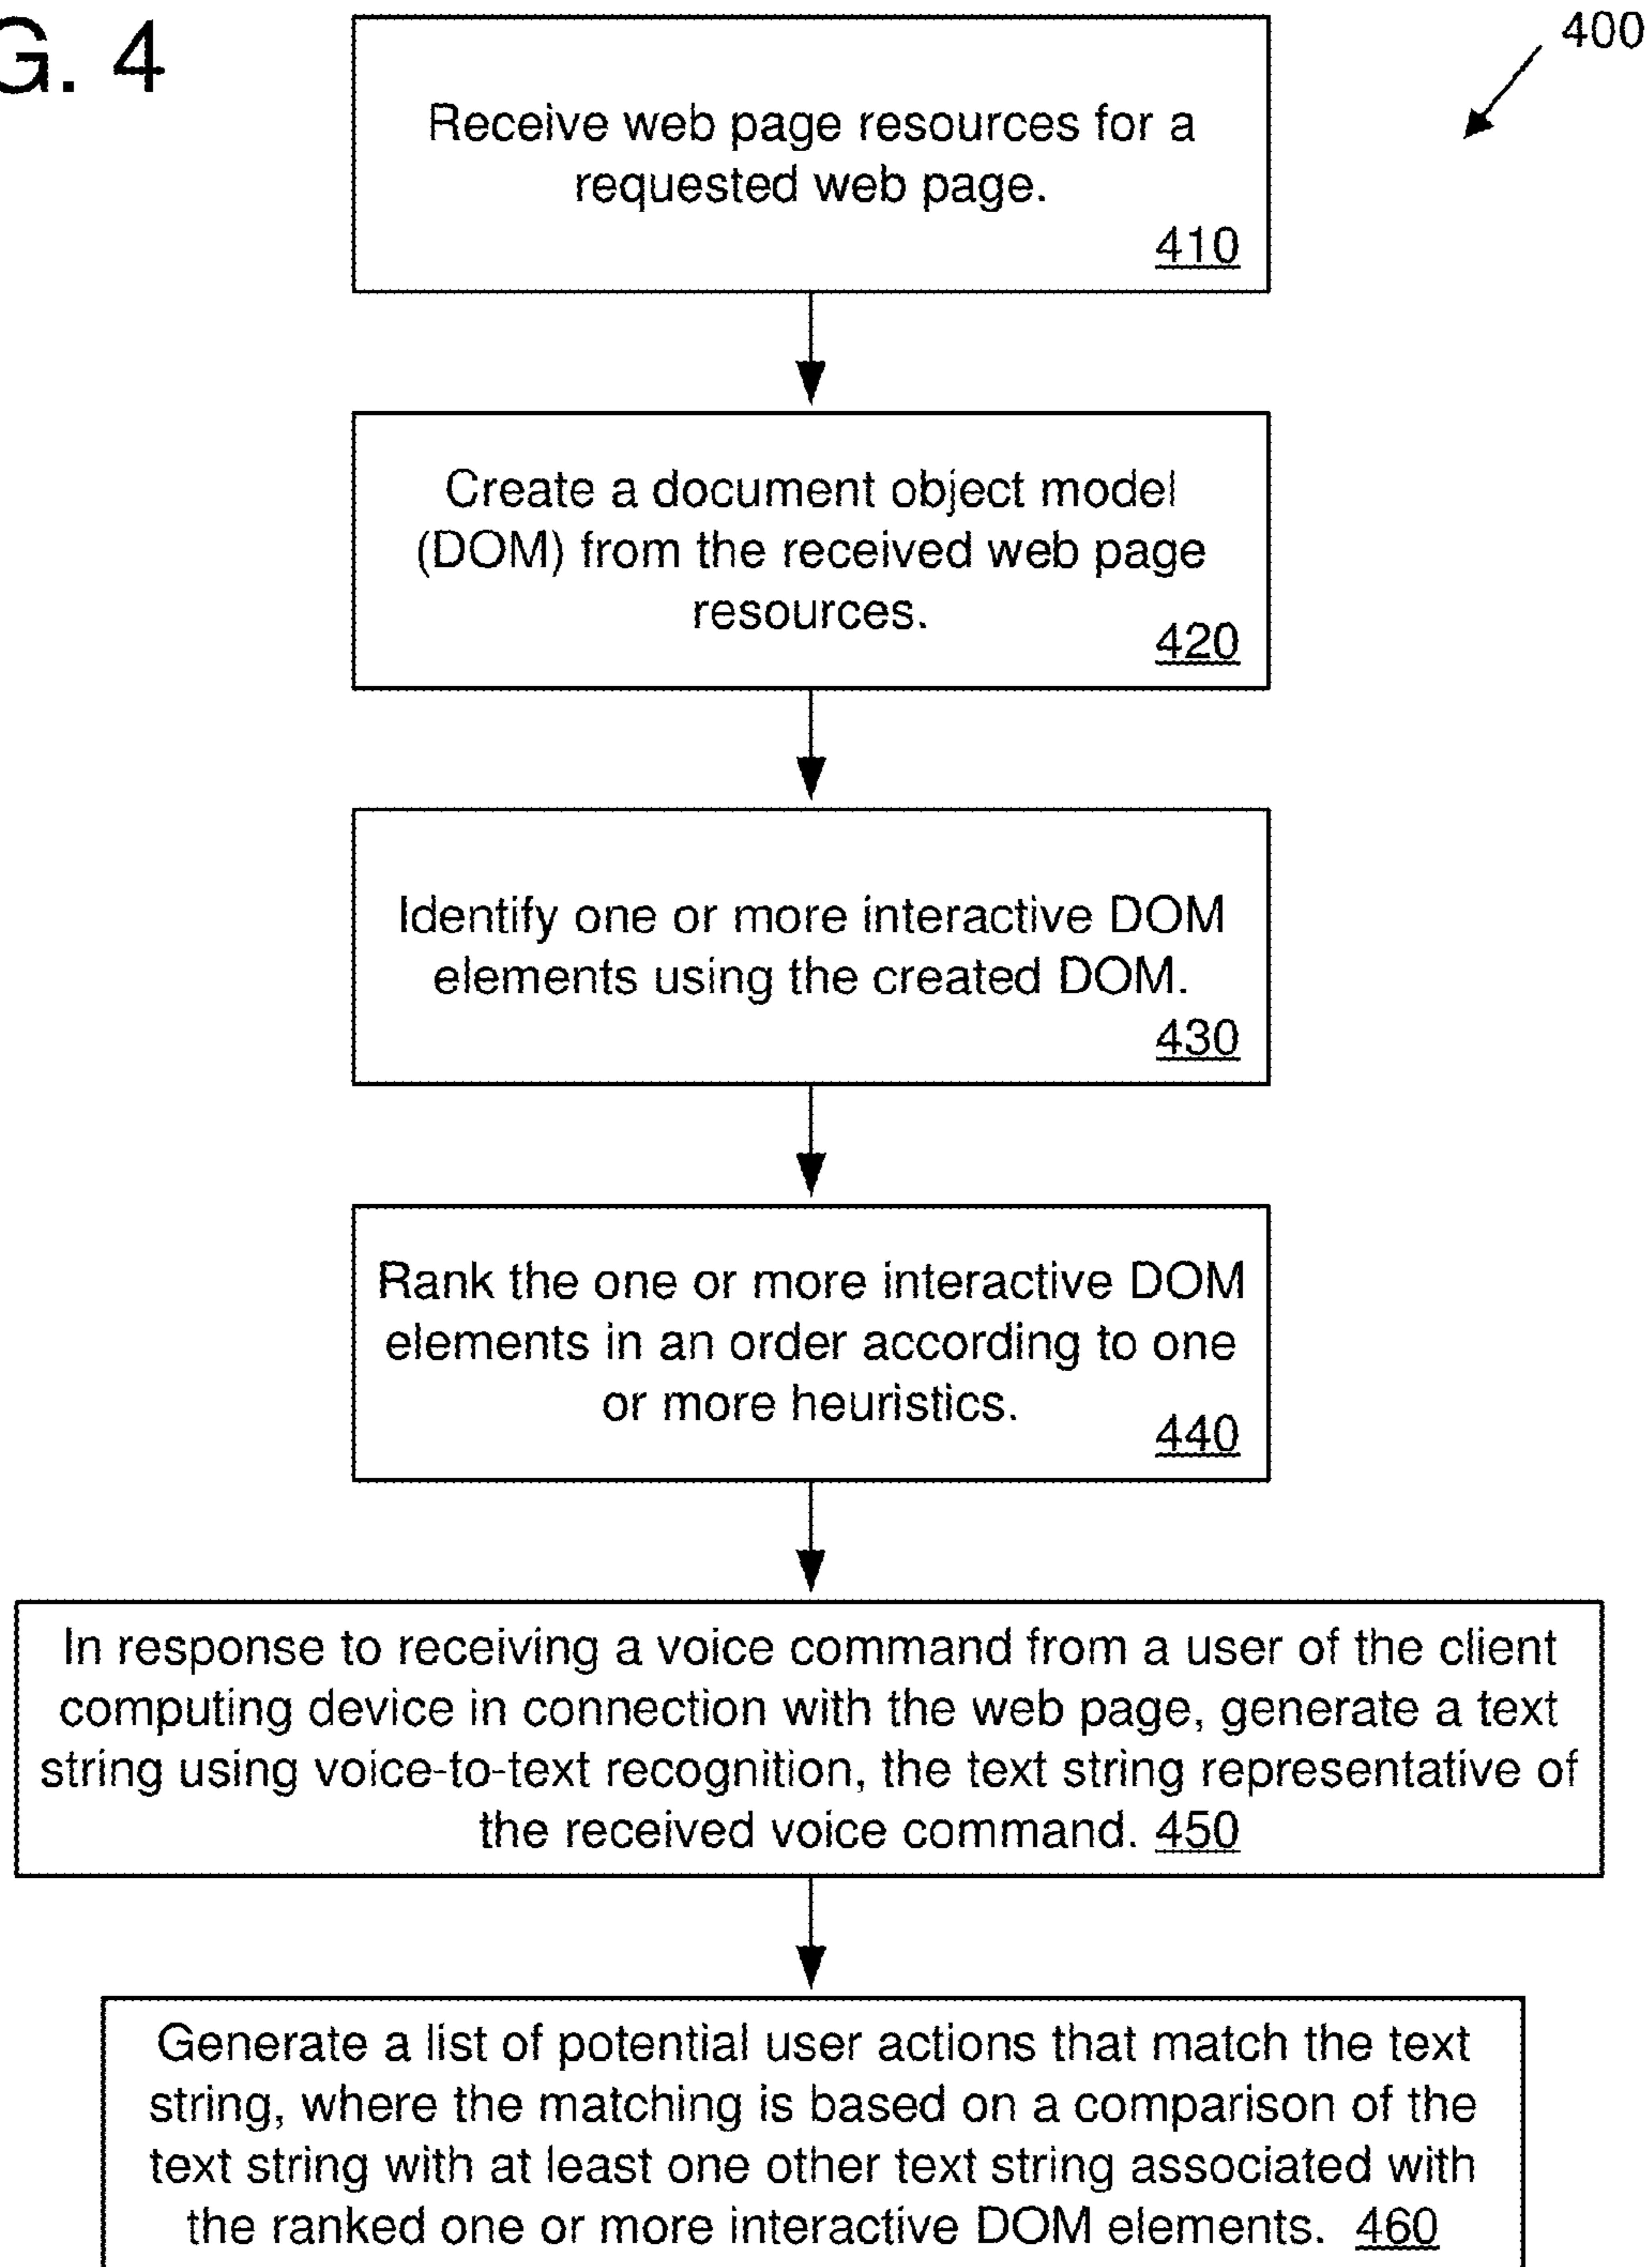 G. 4
400
Receive web page resources for a
requested web page.
410
Create a document object model
(DOM) from the received web page
resources.
420
Identify one or more interactive DOM
elements using the created DOM.
430
Rank the one or more interactive DOM
elements in an order according to one
or more heuristics.
440
In response to receiving a voice command from a user of the client
computing device in connection with the web page, generate a text
string using voice-to-text recognition, the text string representative of
the received voice command. 450
Generate a list of potential user actions that match the text
string, where the matching is based on a comparison of the
text string with at least one other text string associated with
the ranked one or more interactive DOM elements. 460